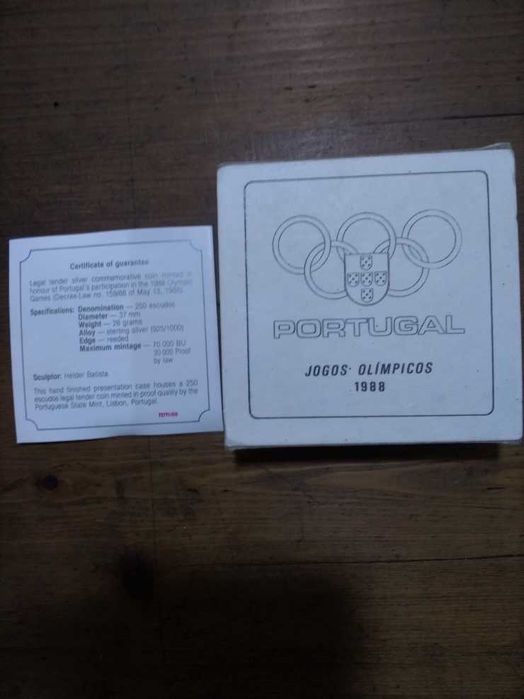 Certificate of guarantee
Legal tender silver commemorative coin minted in
honour of Portugal's participation in the 1988 Olympic
Games (Decree-Law no. 159/88 of May 13, 1988).
Specifications: Denomination — 250 escudos
Diameter — 37 mm
Weight — 28 grams
Alloy — sterling silver (925/1000)
Edge — reeded
Maximum mintage — 70 000 BU
30 000 Proof
by law
Sculptor: Helder Batista.
This hand finished presentation case houses a 250
escudos legal tender coin minted in proof quality by the
Portuguese State Mint, Lisbon, Portugal.
PORTUGAL
JOGOS· OLÍMPICOS
1988